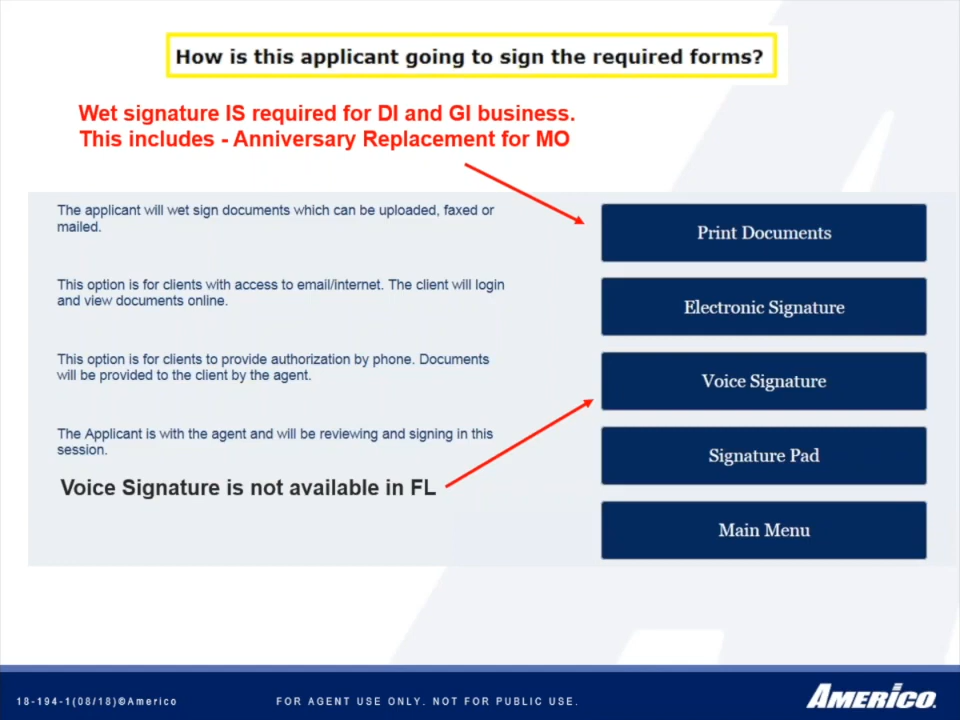 How is this applicant going to sign the required forms?
Wet signature IS required for DI and GI business.
This includes - Anniversary Replacement for MO
The applicant will wet sign documents which can be uploaded, faxed or
mailed.
Print Documents
This option is for clients with access to email/internet. The client will login
and view documents online.
Electronic Signature
This option is for clients to provide authorization by phone. Documents
will be provided to the client by the agent.
Voice Signature
The Applicant is with the agent and will be reviewing and signing in this
session.
Signature Pad
Voice Signature is not available in FL
Main Menu
18-194-1(08/18)©Americo
FOR AGENT USE ONLY. NOT FOR PUBLIC USE.
AMERICO.